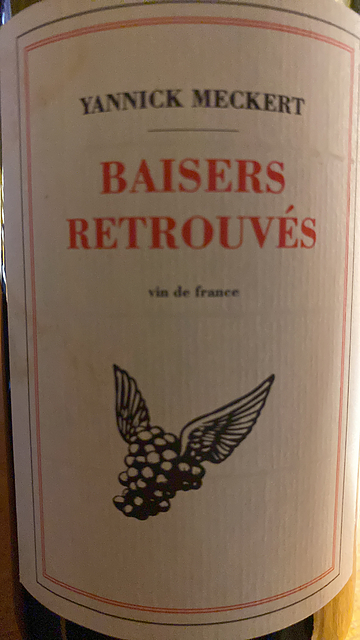 YANNICK MECKERT
BAISERS
RETROUVÉS
vin de france